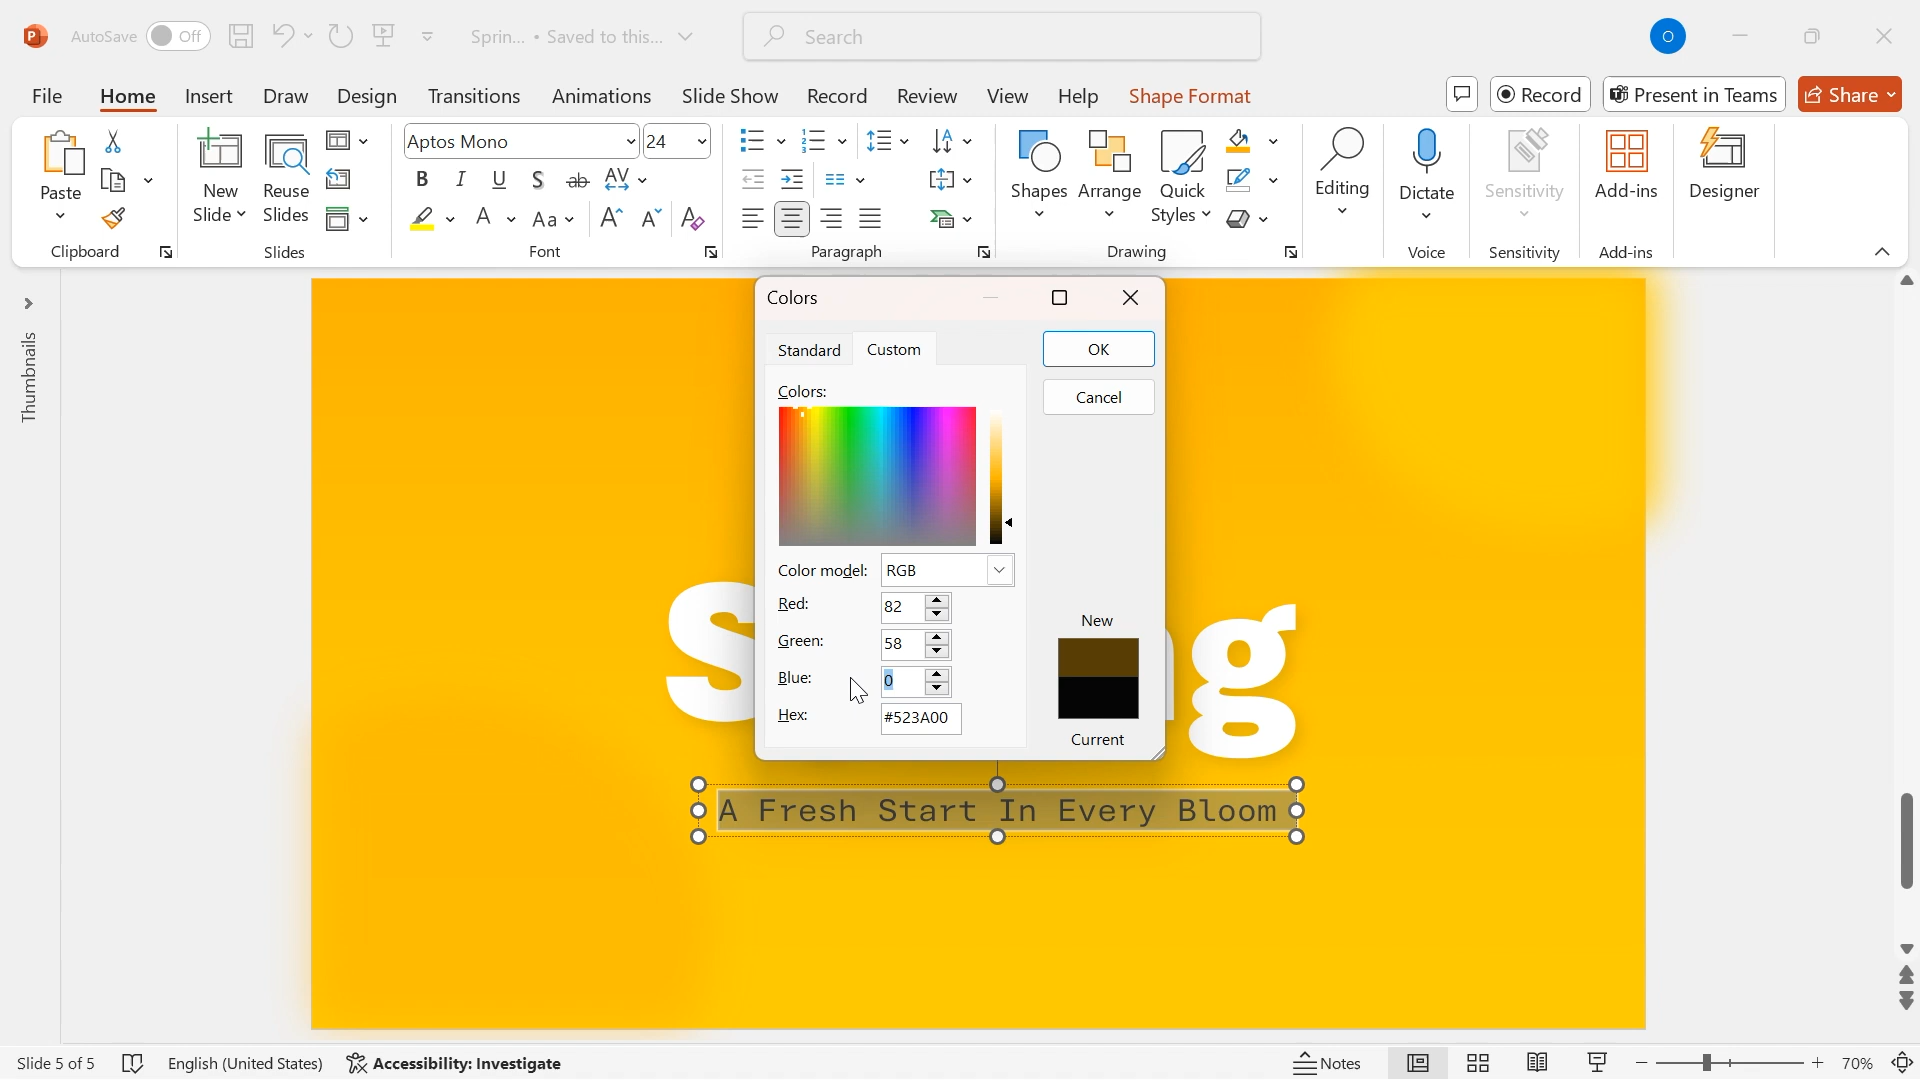 AutoSave Off Sprin... • Saved to this... Search O
File Home Insert Draw Design Transitions Animations Slide Show Record Review View Help Shape Format Record Present in Teams Share
Paste
Clipboard
New Slide
Reuse Slides
Slides
Aptos Mono 24
B I U S ab AV
A Aa A A A
Font
Paragraph
Shapes
Arrange
Quick Styles
Drawing
Editing
Dictate
Voice
Sensitivity
Sensitivity
Add-ins
Add-ins
Designer
Thumbnails
Colors
Standard Custom
OK
Cancel
Colors:
Color model: RGB
Red: 82
Green: 58
Blue: 0
Hex: #523A00
New
Current
S g
A Fresh Start In Every Bloom
Slide 5 of 5 English (United States) Accessibility: Investigate Notes 70%